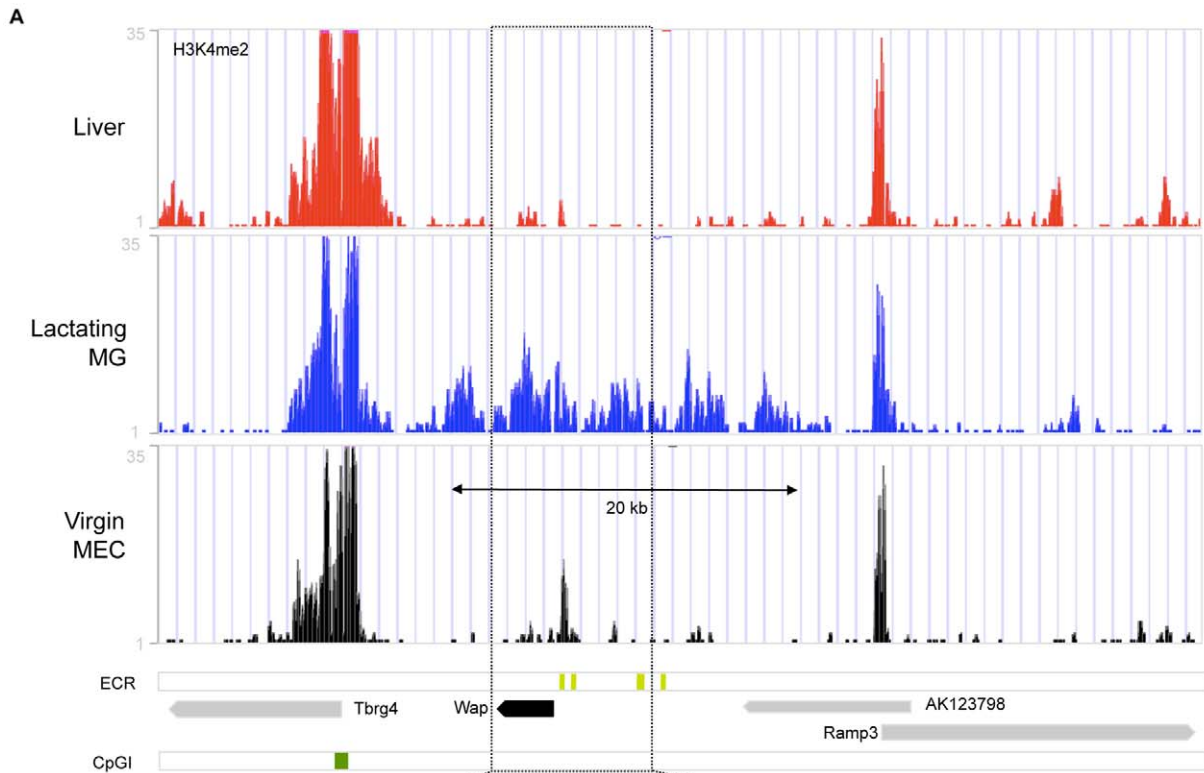 A
35
H3K4me2
Liver
1
35
Lactating
MG
1
35
Virgin
MEC
20 kb
1
ECR
Tbrg4
Wap
AK123798
Ramp3
CpGI